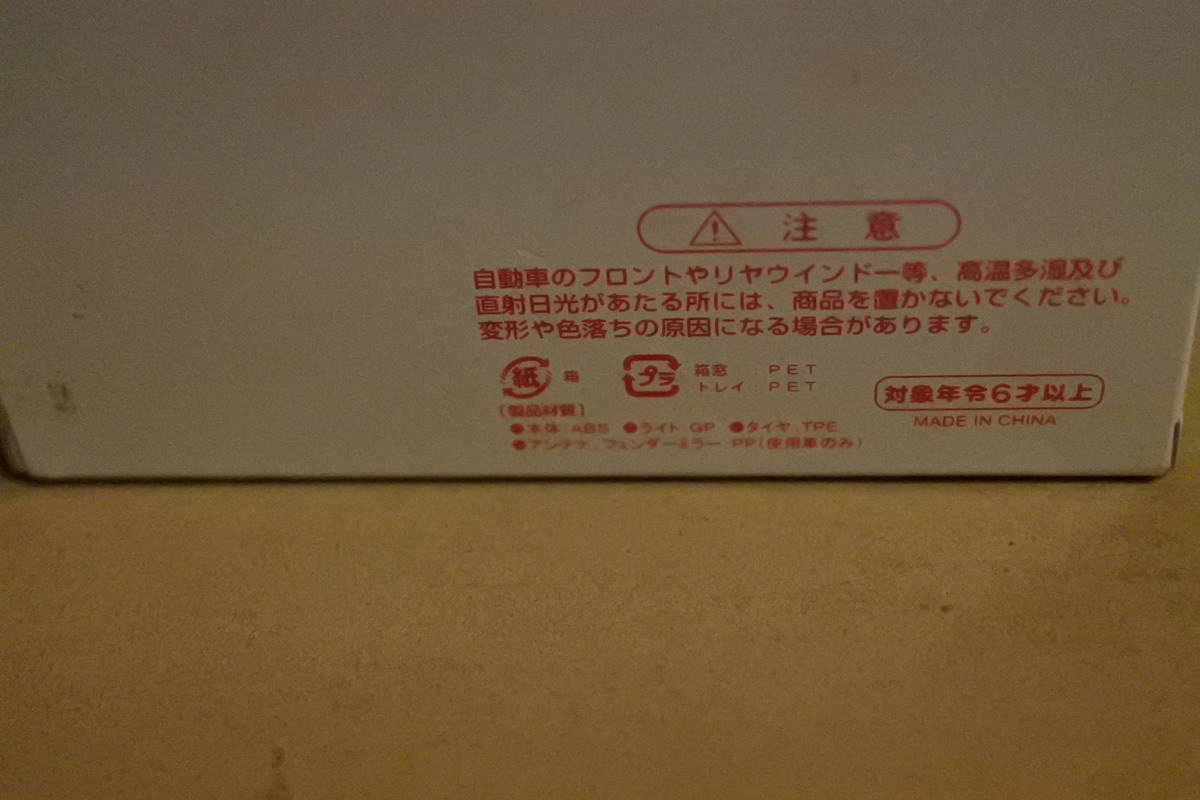 注 意
自動車のフロントやリヤウインドー等、高温多湿及び
直射日光があたる所には、商品を置かないでください。
変形や色落ちの原因になる場合があります。
紙 箱
プラ 箱窓 : PET
トレイ : PET
対象年令6才以上
MADE IN CHINA
[製品材質]
●本体:ABS ●ライト:GP ●タイヤ:TPE
●アンテナ、フェンダーミラー:PP(使用車のみ)